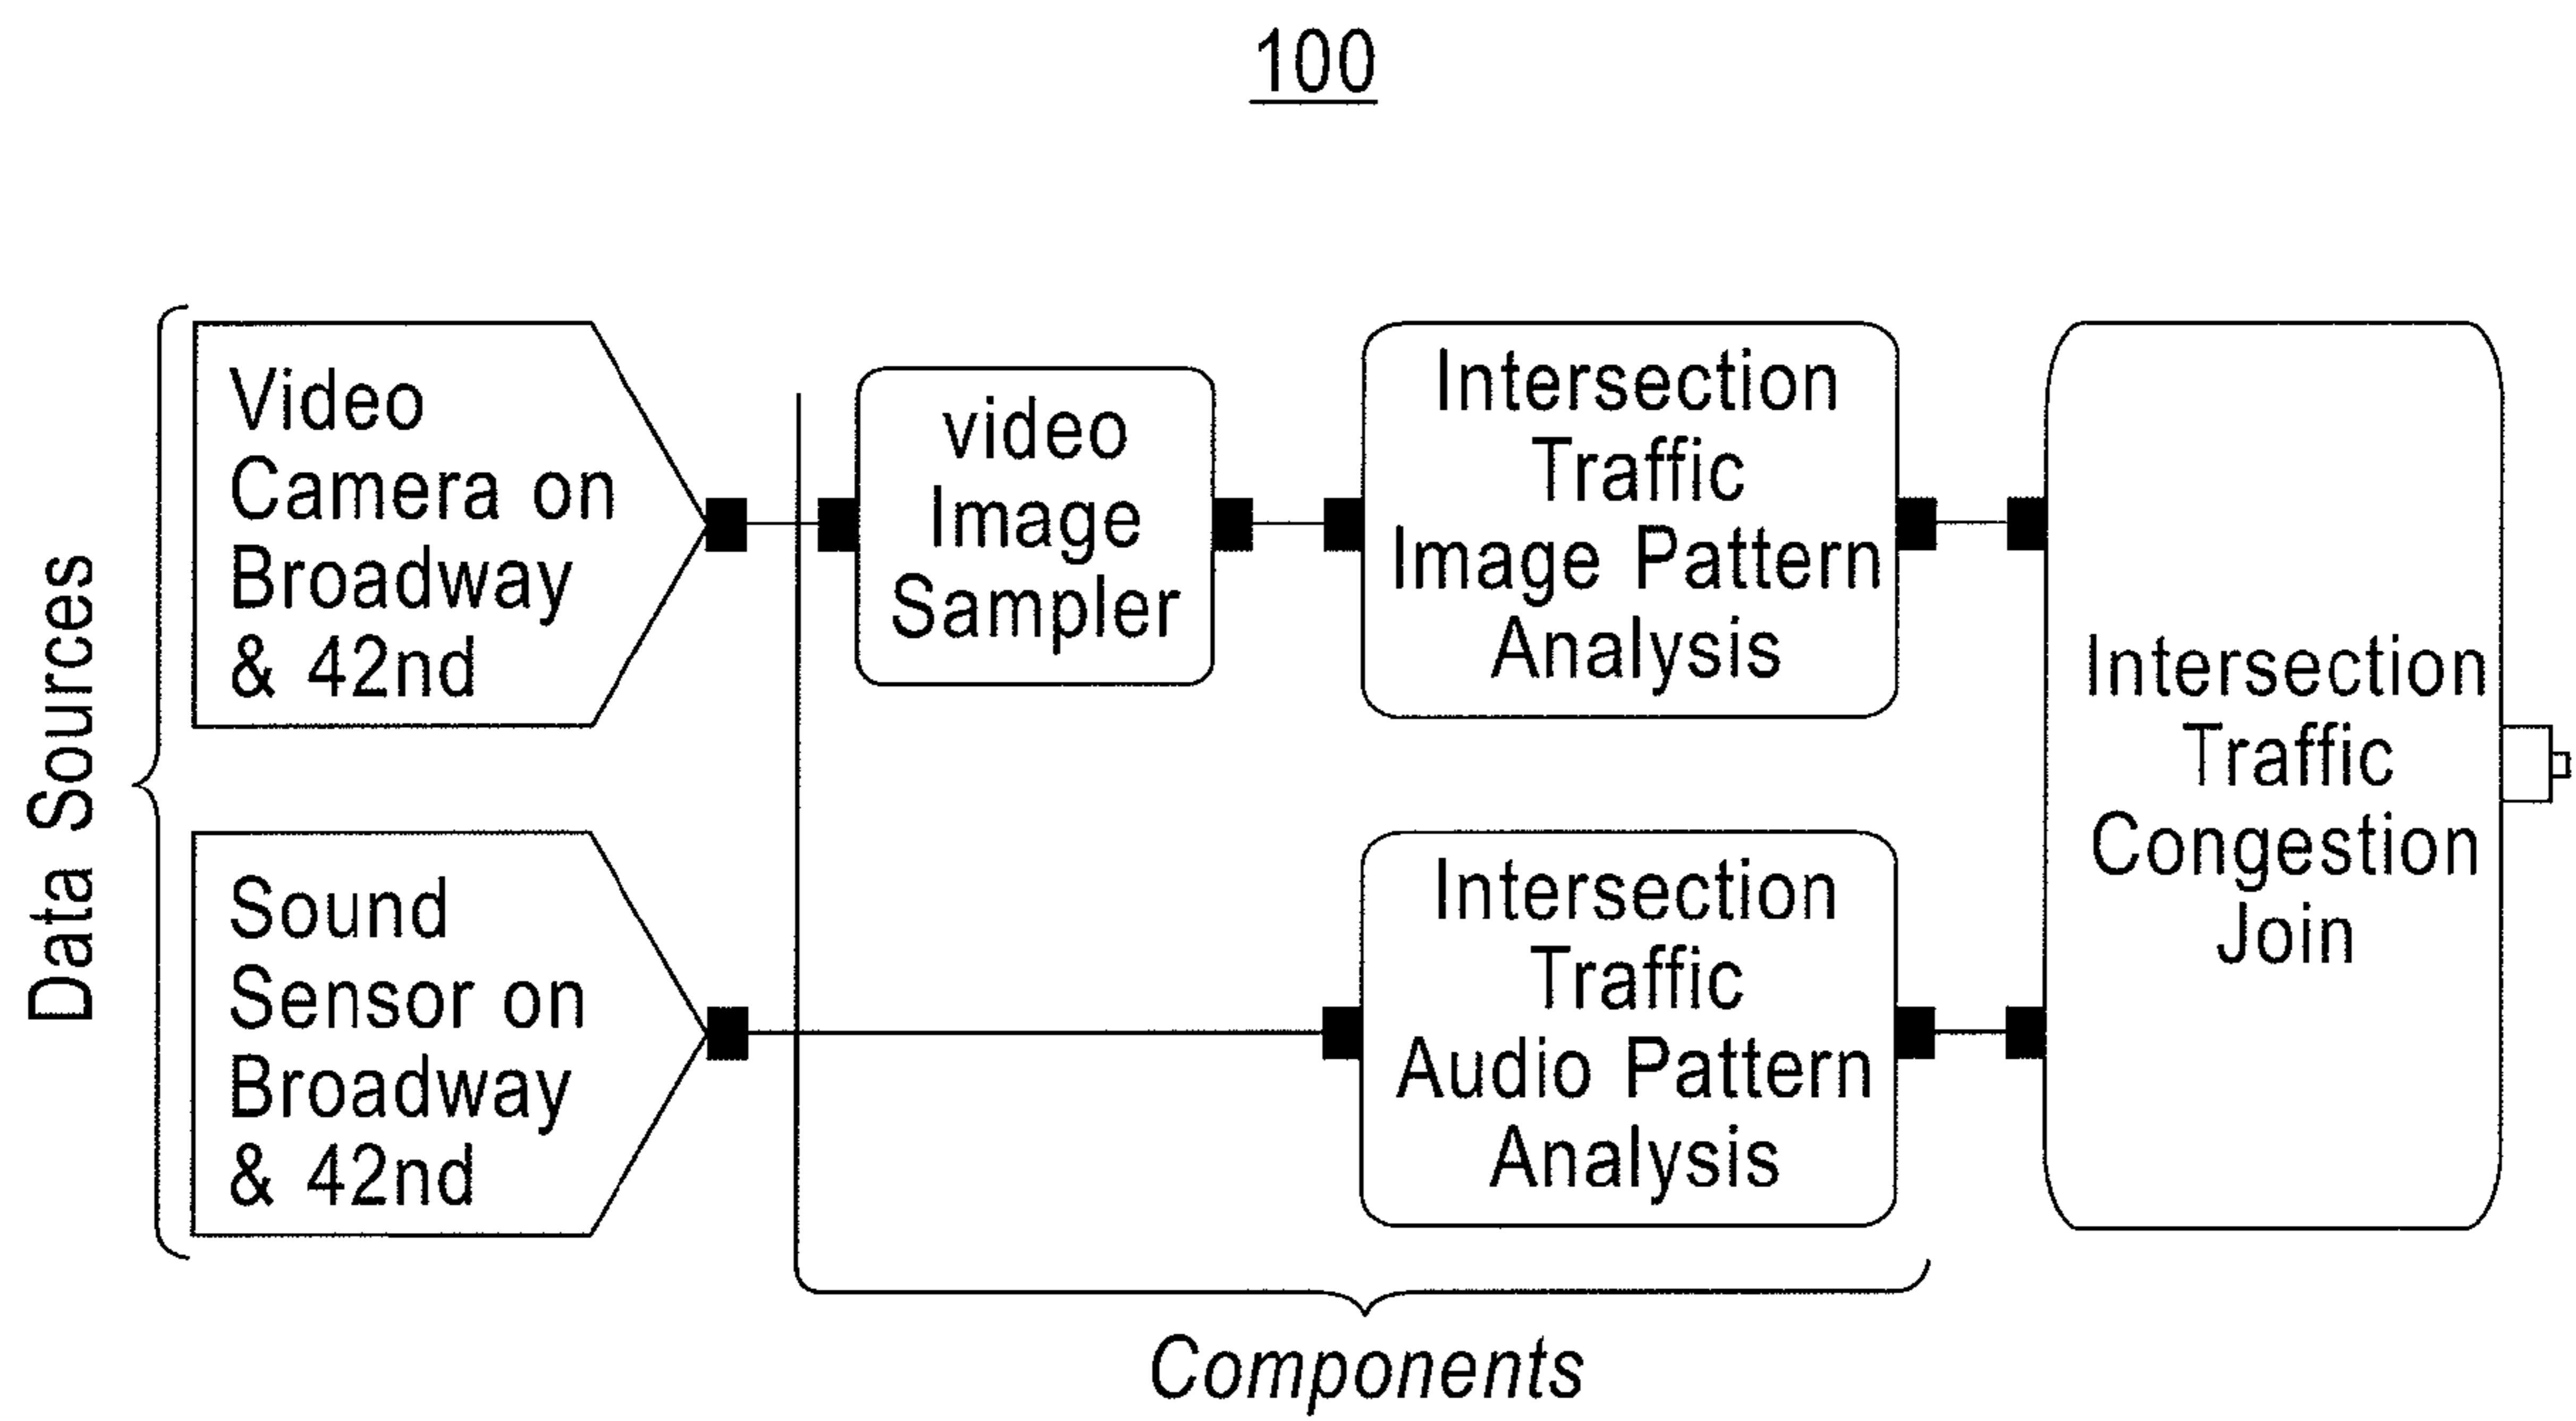 100
Data Sources
Video
Camera on
Broadway
& 42nd
video
Image
Sampler
Intersection
Traffic
Image Pattern
Analysis
Sound
Sensor on
Broadway
& 42nd
Intersection
Traffic
Audio Pattern
Analysis
Intersection
Traffic
Congestion
Join
Components